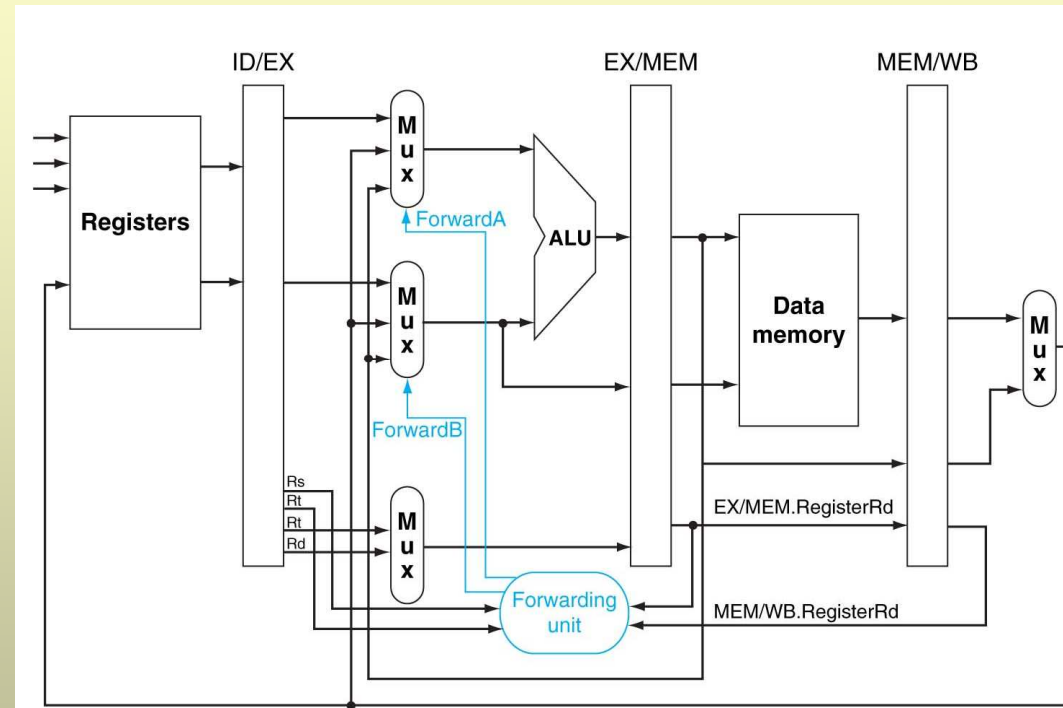 ID/EX
EX/MEM
MEM/WB
Registers
M
u
x
ForwardA
ALU
M
u
x
Data
memory
M
u
x
ForwardB
Rs
Rt
Rt
Rd
M
u
x
EX/MEM.RegisterRd
Forwarding
unit
MEM/WB.RegisterRd